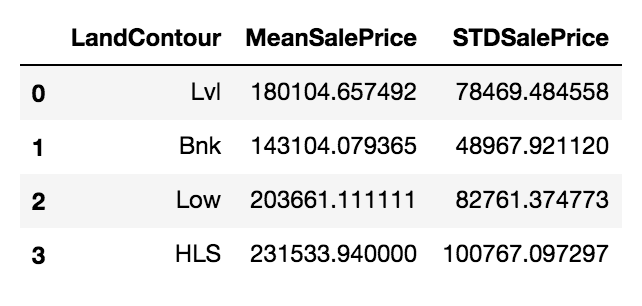 LandContour MeanSalePrice STDSalePrice
0 Lvl 180104.657492 78469.484558
1 Bnk 143104.079365 48967.921120
2 Low 203661.111111 82761.374773
3 HLS 231533.940000 100767.097297